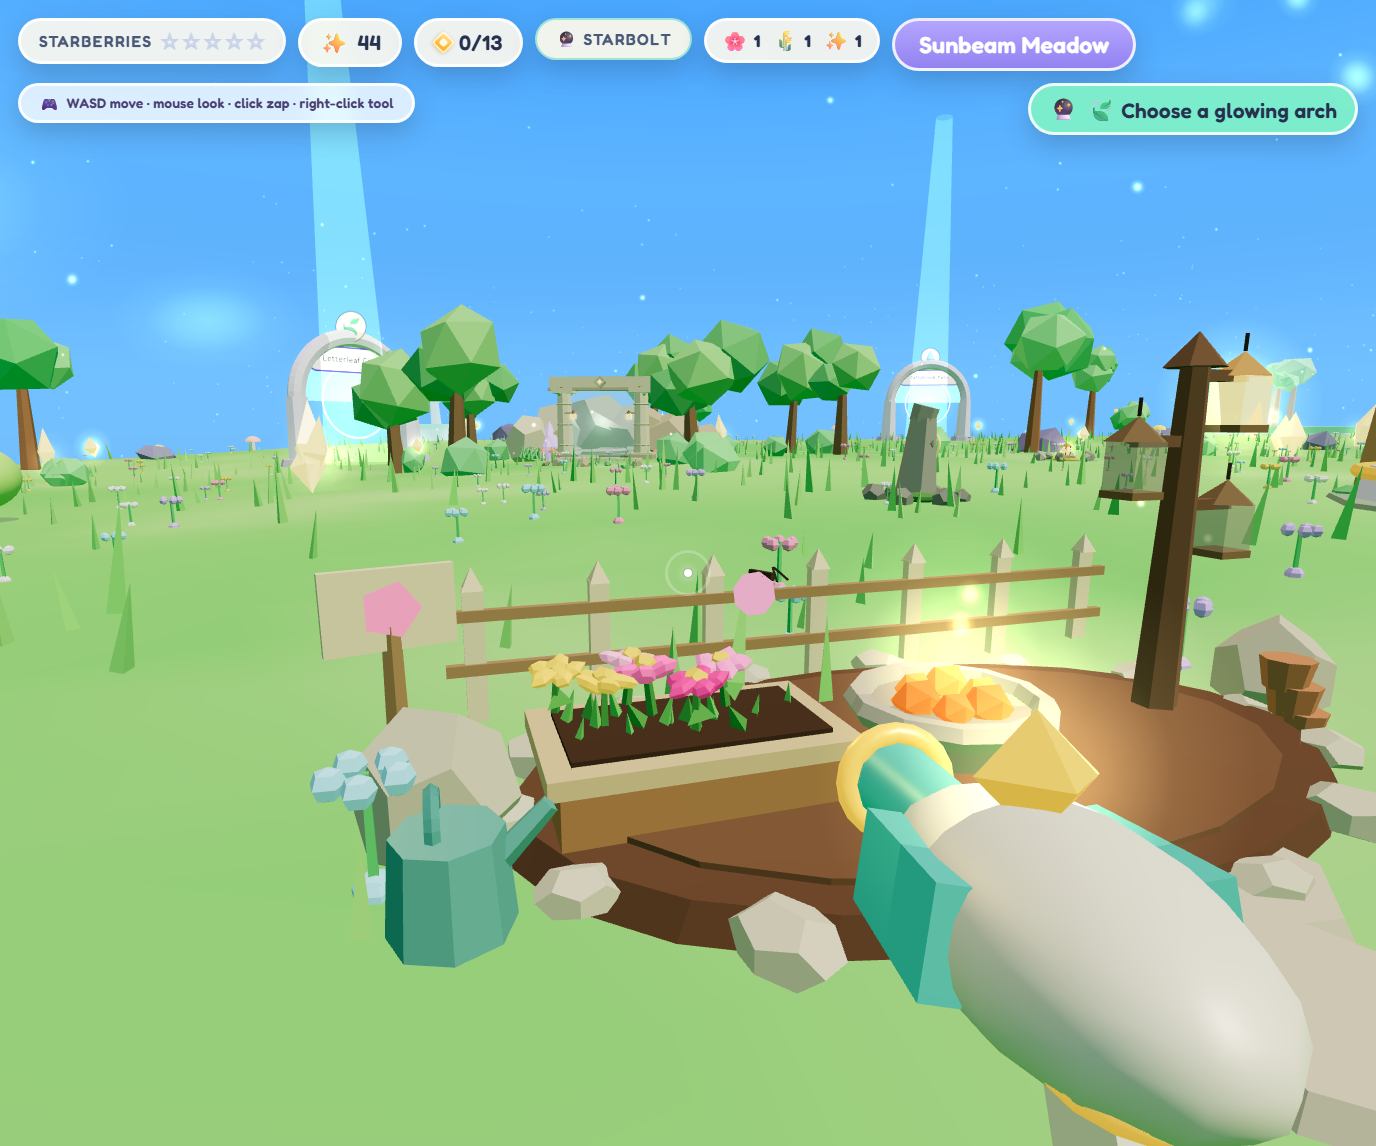 STARBERRIES
44
0/13
STARBOLT
1 1 1
Sunbeam Meadow
WASD move · mouse look · click zap · right-click tool
Choose a glowing arch